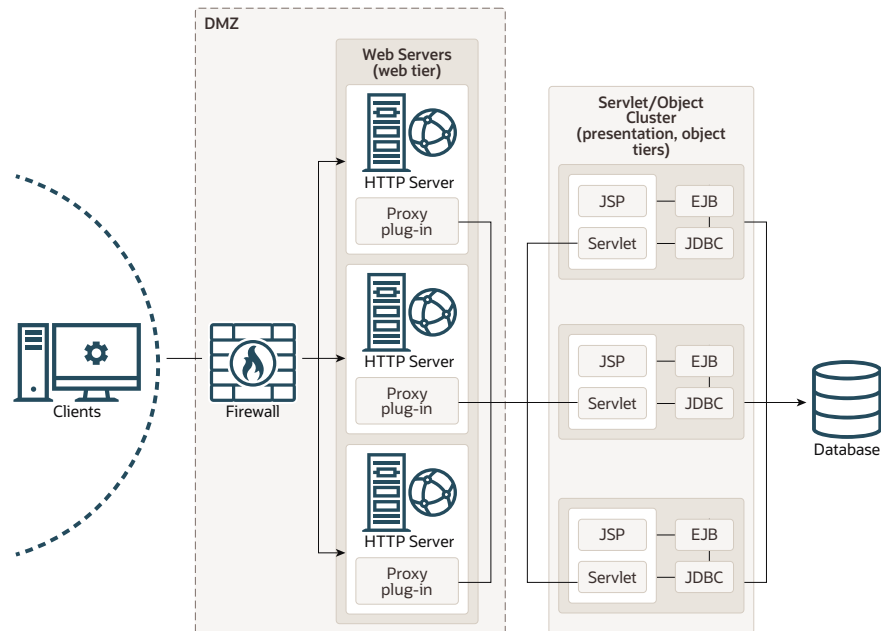 DMZ
Web Servers
(web tier)
HTTP Server
Proxy
plug-in
HTTP Server
Proxy
plug-in
HTTP Server
Proxy
plug-in
Clients
Firewall
Servlet/Object
Cluster
(presentation, object
tiers)
JSP
EJB
Servlet
JDBC
JSP
EJB
Servlet
JDBC
JSP
EJB
Servlet
JDBC
Database